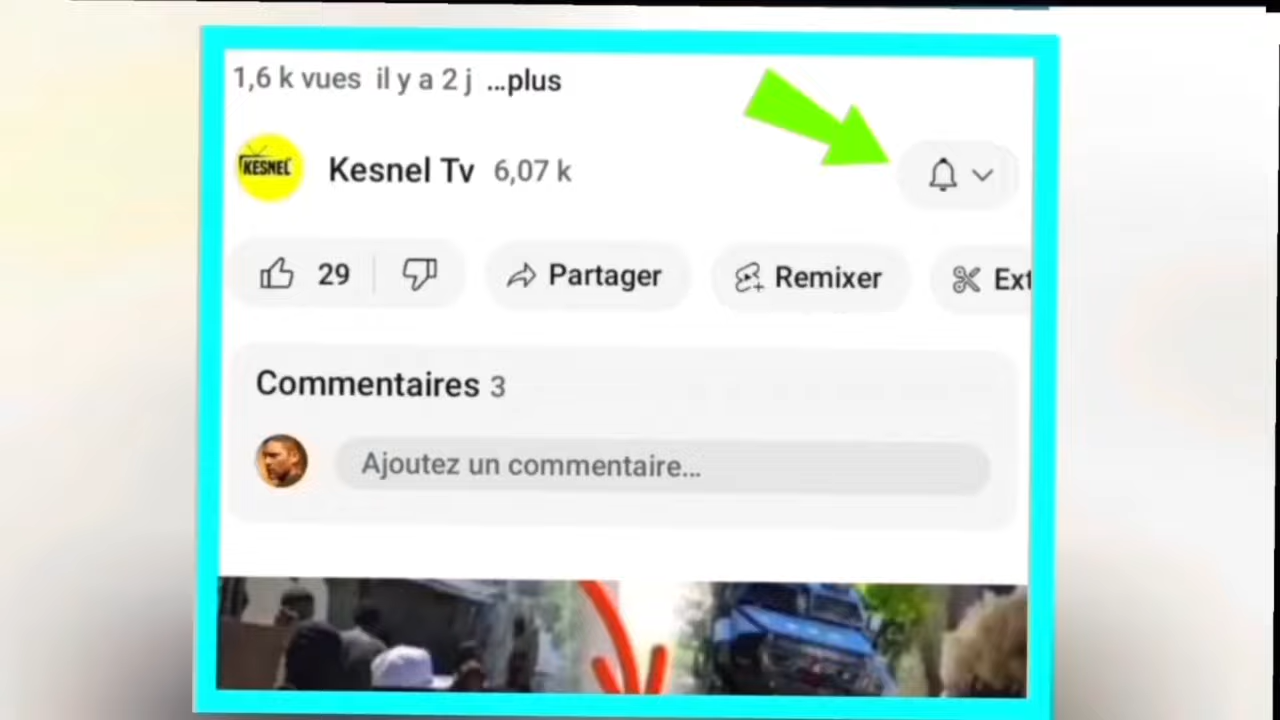 1,6 k vues il y a 2 j ...plus
KESNEL
Kesnel Tv 6,07 k
29
Partager
Remixer
Ext
Commentaires 3
Ajoutez un commentaire...